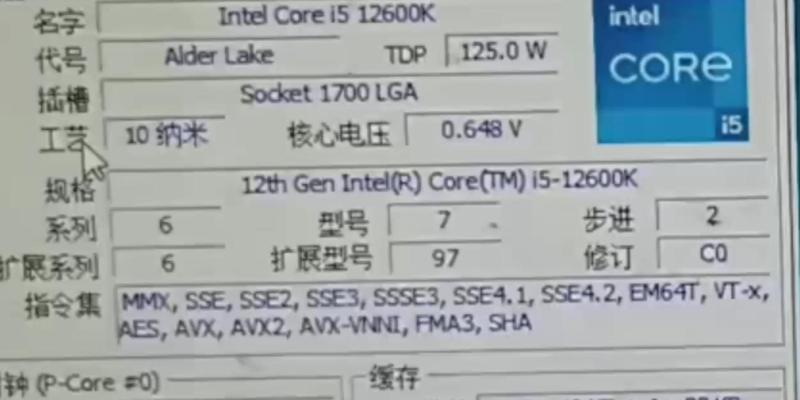 名字 Intel Core i5 12600K
intel
代号 Alder Lake TDP 125.0 W
CORE
插槽 Socket 1700 LGA
i5
工艺 10 纳米 核心电压 0.648 V
规格 12th Gen Intel(R) Core(TM) i5-12600K
系列 6 型号 7 步进 2
扩展系列 6 扩展型号 97 修订 C0
指令集 MMX, SSE, SSE2, SSE3, SSSE3, SSE4.1, SSE4.2, EM64T, VT-x,
AES, AVX, AVX2, AVX-VNNI, FMA3, SHA
钟 (P-Core #0) 缓存